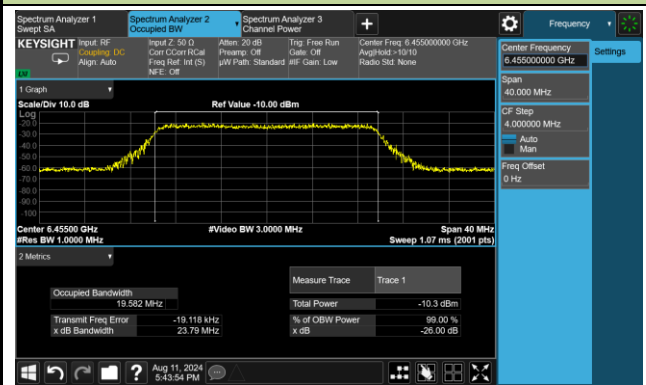 Spectrum Analyzer 1
Swept SA
Spectrum Analyzer 2
Occupied BW
Spectrum Analyzer 3
Channel Power
+
Frequency
KEYSIGHT
Input: RF
Coupling: DC
Align: Auto
Input Z: 50 Ω
Corr CCorr RCal
Freq Ref: Int (S)
NFE: Off
Atten: 20 dB
Preamp: Off
µW Path: Standard
Trig: Free Run
Gate: Off
#IF Gain: Low
Center Freq: 6.455000000 GHz
Avg|Hold:>10/10
Radio Std: None
Center Frequency
6.455000000 GHz
Settings
Span
40.000 MHz
CF Step
4.000000 MHz
Auto
Man
Freq Offset
0 Hz
1 Graph
Scale/Div 10.0 dB
Ref Value -10.00 dBm
Log
-20.0
-30.0
-40.0
-50.0
-60.0
-70.0
-80.0
-90.0
-100
Center 6.45500 GHz
#Video BW 3.0000 MHz
Span 40 MHz
#Res BW 1.0000 MHz
Sweep 1.07 ms (2001 pts)
2 Metrics
Measure Trace
Trace 1
Occupied Bandwidth
19.582 MHz
Total Power
-10.3 dBm
Transmit Freq Error
-19.118 kHz
% of OBW Power
99.00 %
x dB Bandwidth
23.79 MHz
x dB
-26.00 dB
?
Aug 11, 2024
5:43:54 PM